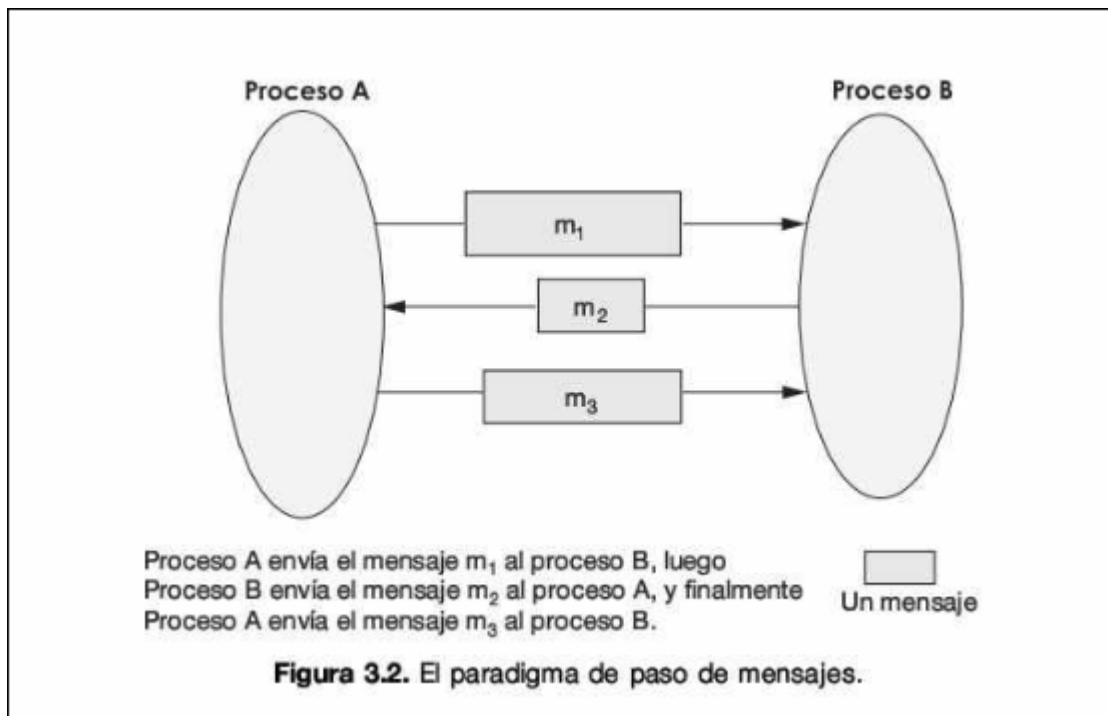 Proceso A
Proceso B
m₁
m₂
m₃
Proceso A envía el mensaje m₁ al proceso B, luego
Proceso B envía el mensaje m₂ al proceso A, y finalmente
Proceso A envía el mensaje m₃ al proceso B.
Un mensaje
Figura 3.2. El paradigma de paso de mensajes.